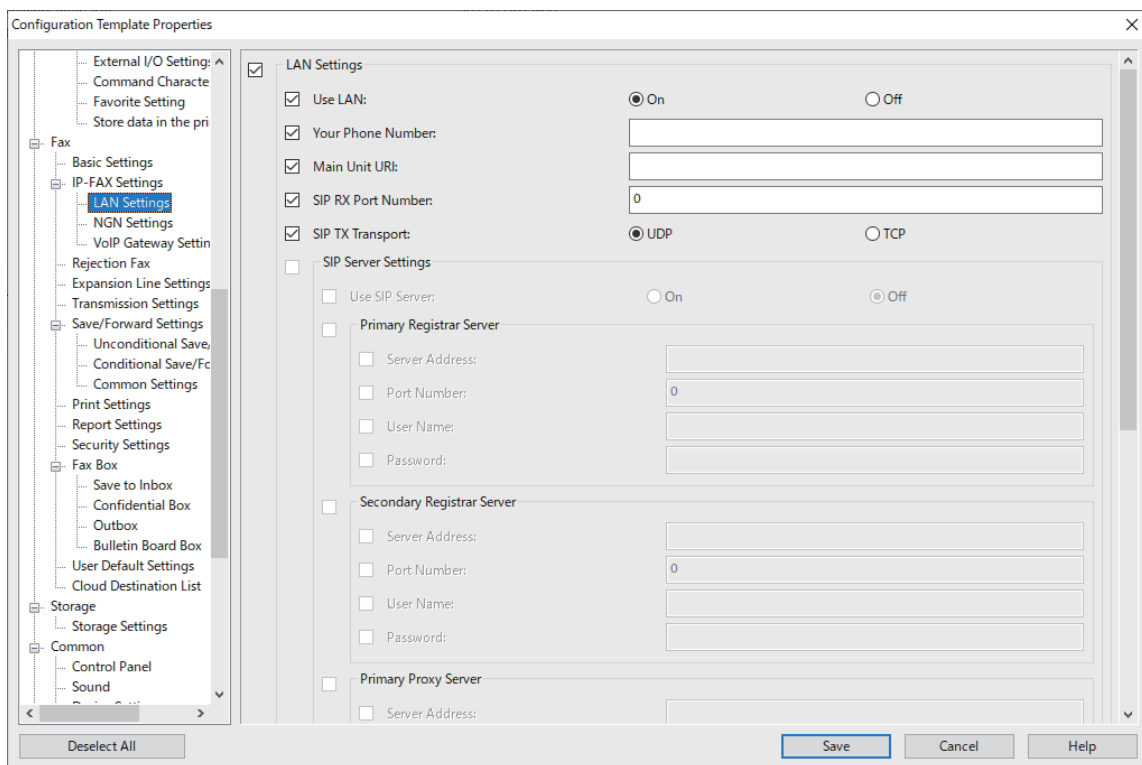 Configuration Template Properties
External I/O Setting
Command Characte
Favorite Setting
Store data in the pri
Fax
Basic Settings
IP-FAX Settings
LAN Settings
NGN Settings
VoIP Gateway Settin
Rejection Fax
Expansion Line Settings
Transmission Settings
Save/Forward Settings
Unconditional Save/
Conditional Save/Fc
Common Settings
Print Settings
Report Settings
Security Settings
Fax Box
Save to Inbox
Confidential Box
Outbox
Bulletin Board Box
User Default Settings
Cloud Destination List
Storage
Storage Settings
Common
Control Panel
Sound
LAN Settings
Use LAN: On Off
Your Phone Number:
Main Unit URI:
SIP RX Port Number: 0
SIP TX Transport: UDP TCP
SIP Server Settings
Use SIP Server: On Off
Primary Registrar Server
Server Address:
Port Number: 0
User Name:
Password:
Secondary Registrar Server
Server Address:
Port Number: 0
User Name:
Password:
Primary Proxy Server
Server Address:
Deselect All Save Cancel Help